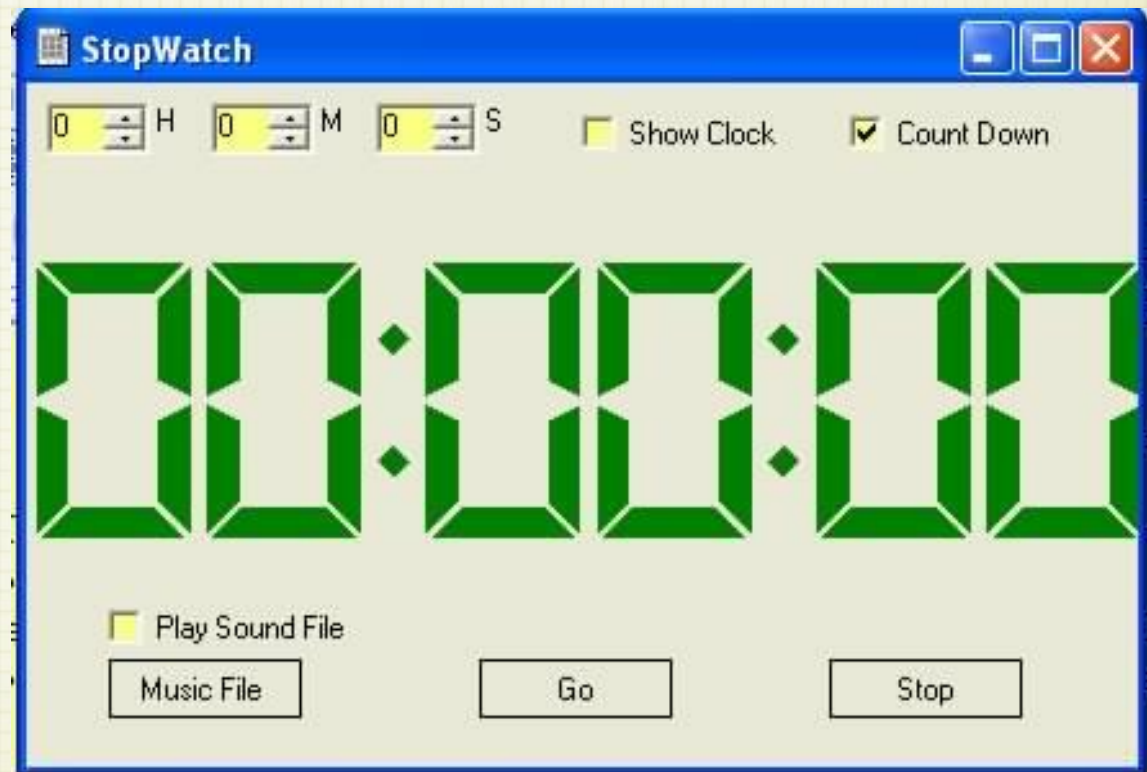 StopWatch
0 H 0 M 0 S Show Clock Count Down
00:00:00
Play Sound File
Music File Go Stop